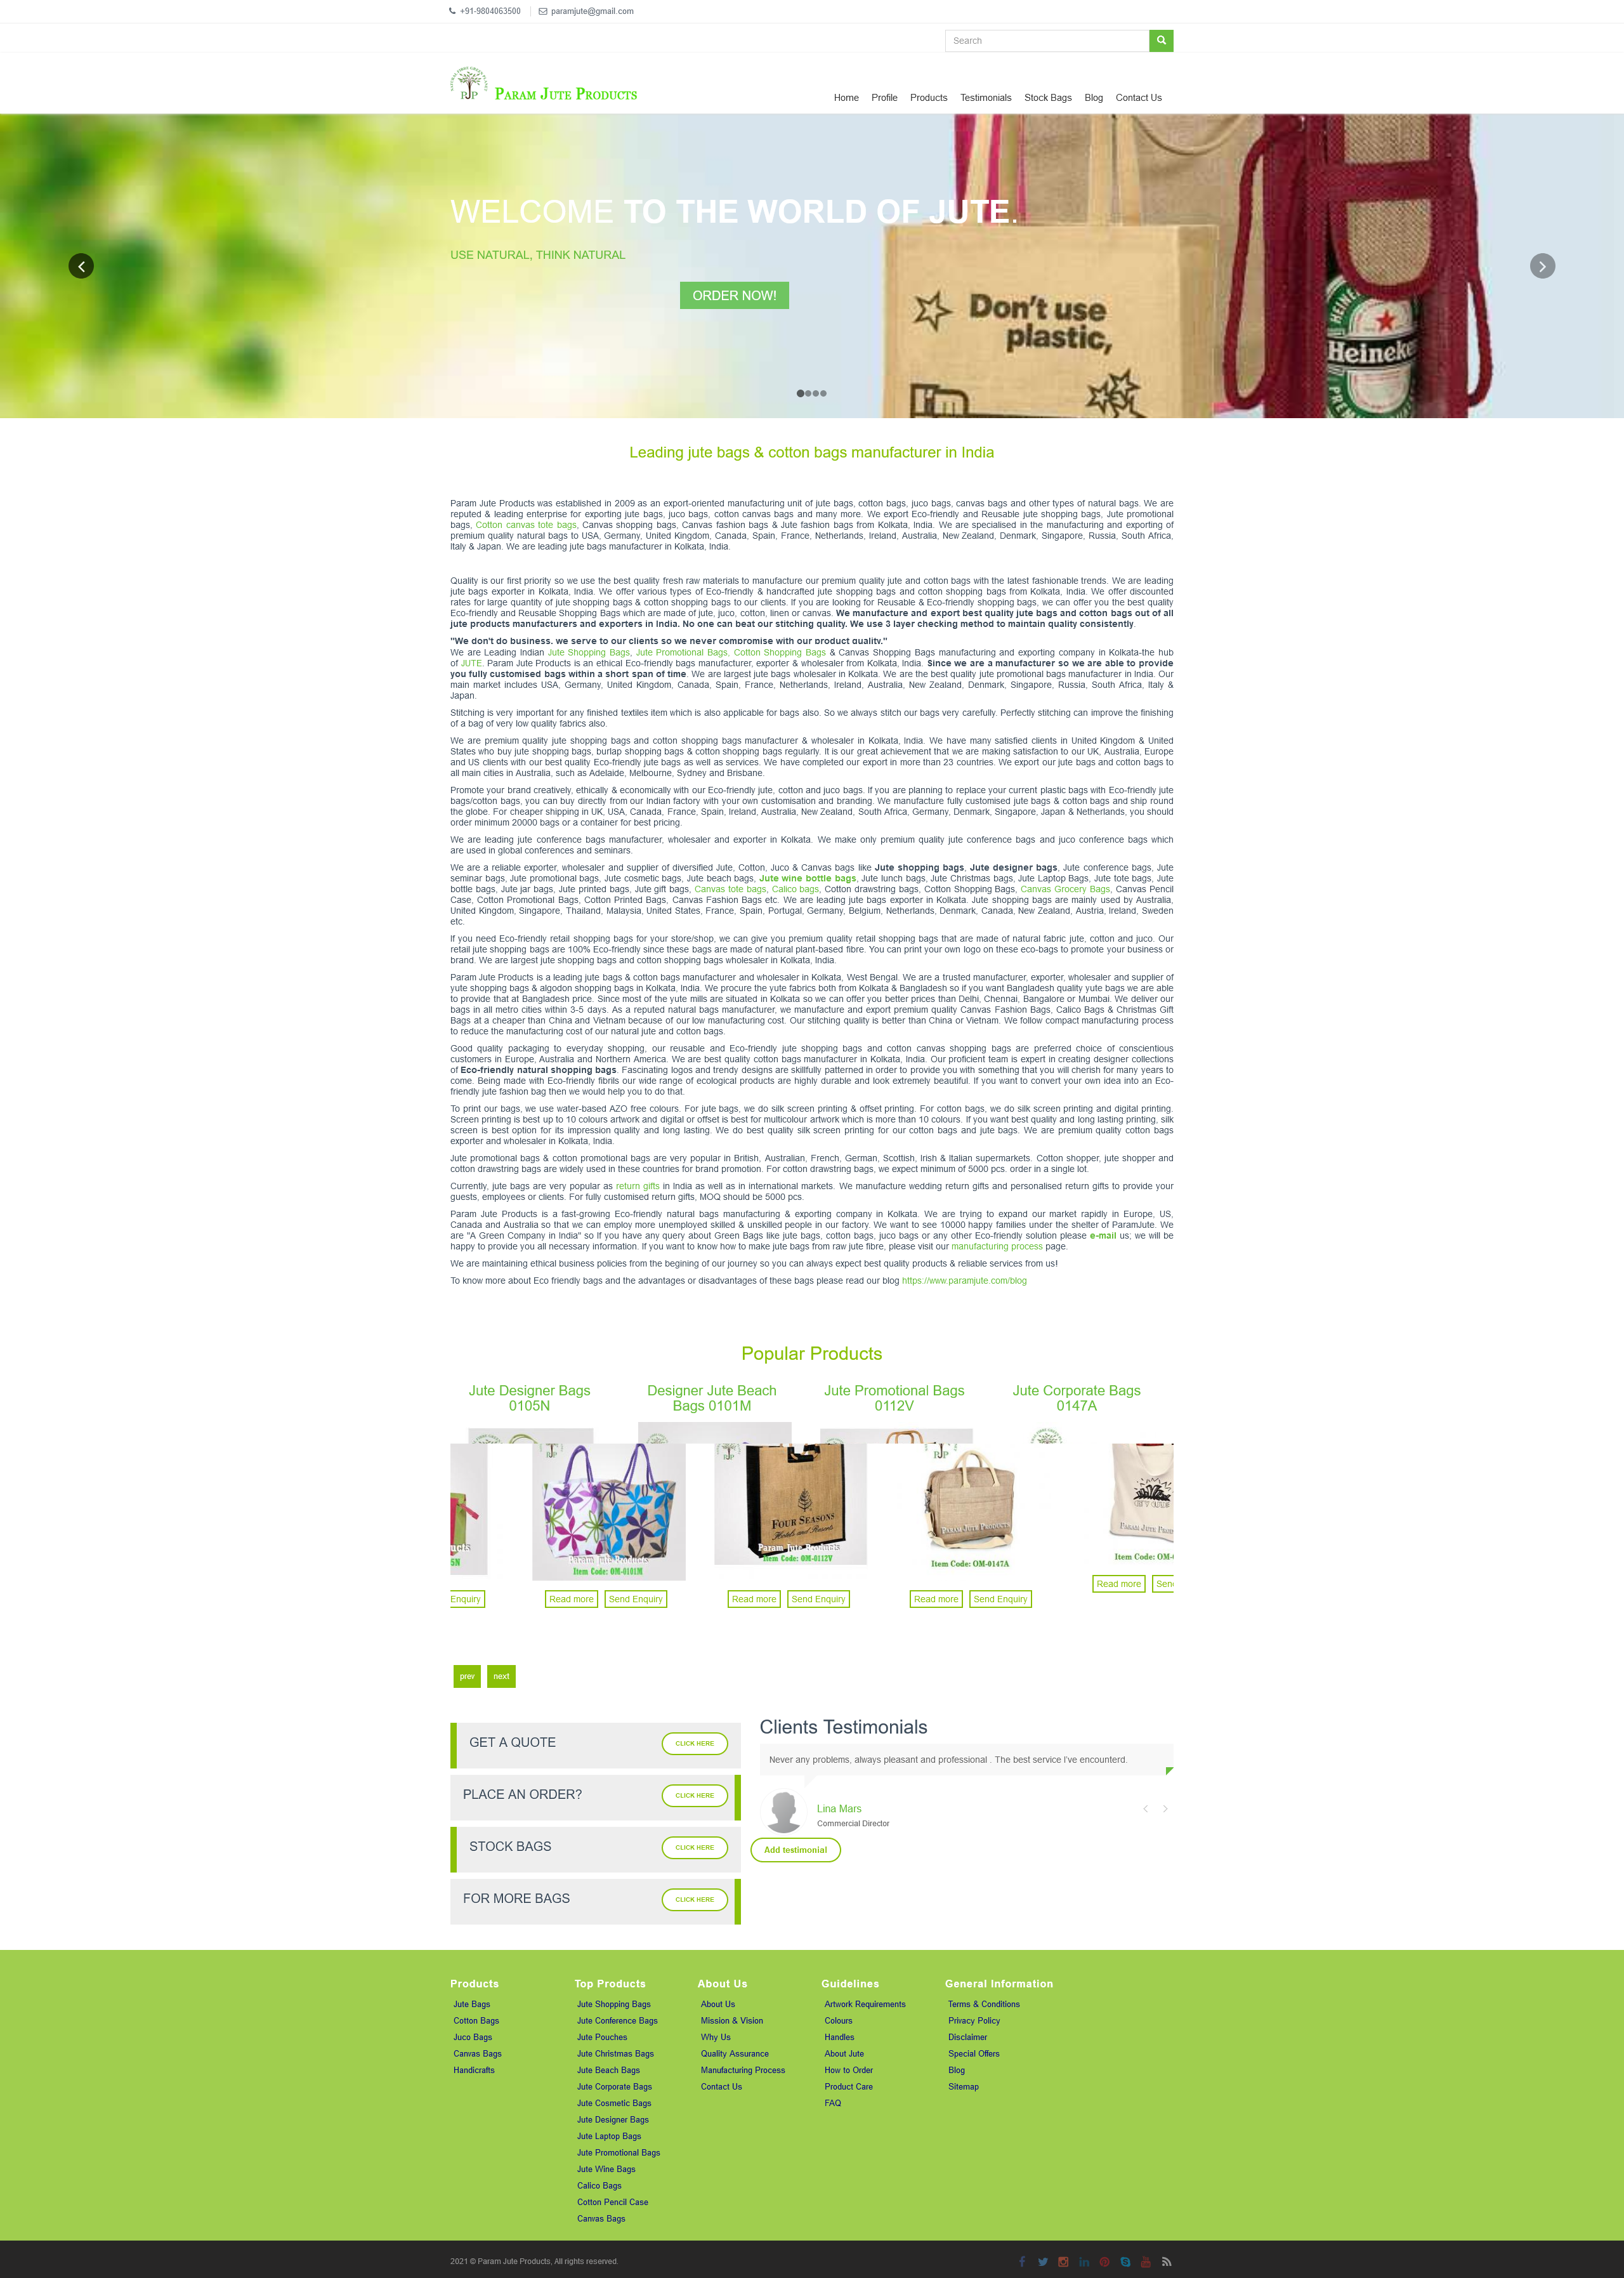 +91-9804063500 paramjute@gmail.com
Search
RJP
PARAM JUTE PRODUCTS
Home Profile Products Testimonials Stock Bags Blog Contact Us
WELCOME TO THE WORLD OF JUTE.
USE NATURAL, THINK NATURAL
ORDER NOW!
Don't use
plastic,
Heineke
PREMIUM
Leading jute bags & cotton bags manufacturer in India
Param Jute Products was established in 2009 as an export-oriented manufacturing unit of jute bags, cotton bags, juco bags, canvas bags and other types of natural bags. We are
reputed & leading enterprise for exporting jute bags, juco bags, cotton canvas bags and many more. We export Eco-friendly and Reusable jute shopping bags, Jute promotional
bags, Cotton canvas tote bags, Canvas shopping bags, Canvas fashion bags & Jute fashion bags from Kolkata, India. We are specialised in the manufacturing and exporting of
premium quality natural bags to USA, Germany, United Kingdom, Canada, Spain, France, Netherlands, Ireland, Australia, New Zealand, Denmark, Singapore, Russia, South Africa,
Italy & Japan. We are leading jute bags manufacturer in Kolkata, India.
Quality is our first priority so we use the best quality fresh raw materials to manufacture our premium quality jute and cotton bags with the latest fashionable trends. We are leading
jute bags exporter in Kolkata, India. We offer various types of Eco-friendly & handcrafted jute shopping bags and cotton shopping bags from Kolkata, India. We offer discounted
rates for large quantity of jute shopping bags & cotton shopping bags to our clients. If you are looking for Reusable & Eco-friendly shopping bags, we can offer you the best quality
Eco-friendly and Reusable Shopping Bags which are made of jute, juco, cotton, linen or canvas. We manufacture and export best quality jute bags and cotton bags out of all
jute products manufacturers and exporters in India. No one can beat our stitching quality. We use 3 layer checking method to maintain quality consistently.
"We don't do business, we serve to our clients so we never compromise with our product quality."
We are Leading Indian Jute Shopping Bags, Jute Promotional Bags, Cotton Shopping Bags & Canvas Shopping Bags manufacturing and exporting company in Kolkata-the hub
of JUTE. Param Jute Products is an ethical Eco-friendly bags manufacturer, exporter & wholesaler from Kolkata, India. Since we are a manufacturer so we are able to provide
you fully customised bags within a short span of time. We are largest jute bags wholesaler in Kolkata. We are the best quality jute promotional bags manufacturer in India. Our
main market includes USA, Germany, United Kingdom, Canada, Spain, France, Netherlands, Ireland, Australia, New Zealand, Denmark, Singapore, Russia, South Africa, Italy &
Japan.
Stitching is very important for any finished textiles item which is also applicable for bags also. So we always stitch our bags very carefully. Perfectly stitching can improve the finishing
of a bag of very low quality fabrics also.
We are premium quality jute shopping bags and cotton shopping bags manufacturer & wholesaler in Kolkata, India. We have many satisfied clients in United Kingdom & United
States who buy jute shopping bags, burlap shopping bags & cotton shopping bags regularly. It is our great achievement that we are making satisfaction to our UK, Australia, Europe
and US clients with our best quality Eco-friendly jute bags as well as services. We have completed our export in more than 23 countries. We export our jute bags and cotton bags to
all main cities in Australia, such as Adelaide, Melbourne, Sydney and Brisbane.
Promote your brand creatively, ethically & economically with our Eco-friendly jute, cotton and juco bags. If you are planning to replace your current plastic bags with Eco-friendly jute
bags/cotton bags, you can buy directly from our Indian factory with your own customisation and branding. We manufacture fully customised jute bags & cotton bags and ship round
the globe. For cheaper shipping in UK, USA, Canada, France, Spain, Ireland, Australia, New Zealand, South Africa, Germany, Denmark, Singapore, Japan & Netherlands, you should
order minimum 20000 bags or a container for best pricing.
We are leading jute conference bags manufacturer, wholesaler and exporter in Kolkata. We make only premium quality jute conference bags and juco conference bags which
are used in global conferences and seminars.
We are a reliable exporter, wholesaler and supplier of diversified Jute, Cotton, Juco & Canvas bags like Jute shopping bags, Jute designer bags, Jute conference bags, Jute
seminar bags, Jute promotional bags, Jute cosmetic bags, Jute beach bags, Jute wine bottle bags, Jute lunch bags, Jute Christmas bags, Jute Laptop Bags, Jute tote bags, Jute
bottle bags, Jute jar bags, Jute printed bags, Jute gift bags, Canvas tote bags, Calico bags, Cotton drawstring bags, Cotton Shopping Bags, Canvas Grocery Bags, Canvas Pencil
Case, Cotton Promotional Bags, Cotton Printed Bags, Canvas Fashion Bags etc. We are leading jute bags exporter in Kolkata. Jute shopping bags are mainly used by Australia,
United Kingdom, Singapore, Thailand, Malaysia, United States, France, Spain, Portugal, Germany, Belgium, Netherlands, Denmark, Canada, New Zealand, Austria, Ireland, Sweden
etc.
If you need Eco-friendly retail shopping bags for your store/shop, we can give you premium quality retail shopping bags that are made of natural fabric jute, cotton and juco. Our
retail jute shopping bags are 100% Eco-friendly since these bags are made of natural plant-based fibre. You can print your own logo on these eco-bags to promote your business or
brand. We are largest jute shopping bags and cotton shopping bags wholesaler in Kolkata, India.
Param Jute Products is a leading jute bags & cotton bags manufacturer and wholesaler in Kolkata, West Bengal. We are a trusted manufacturer, exporter, wholesaler and supplier of
yute shopping bags & algodon shopping bags in Kolkata, India. We procure the yute fabrics both from Kolkata & Bangladesh so if you want Bangladesh quality yute bags we are able
to provide that at Bangladesh price. Since most of the yute mills are situated in Kolkata so we can offer you better prices than Delhi, Chennai, Bangalore or Mumbai. We deliver our
bags in all metro cities within 3-5 days. As a reputed natural bags manufacturer, we manufacture and export premium quality Canvas Fashion Bags, Calico Bags & Christmas Gift
Bags at a cheaper than China and Vietnam because of our low manufacturing cost. Our stitching quality is better than China or Vietnam. We follow compact manufacturing process
to reduce the manufacturing cost of our natural jute and cotton bags.
Good quality packaging to everyday shopping, our reusable and Eco-friendly jute shopping bags and cotton canvas shopping bags are preferred choice of conscientious
customers in Europe, Australia and Northern America. We are best quality cotton bags manufacturer in Kolkata, India. Our proficient team is expert in creating designer collections
of Eco-friendly natural shopping bags. Fascinating logos and trendy designs are skillfully patterned in order to provide you with something that you will cherish for many years to
come. Being made with Eco-friendly fibrils our wide range of ecological products are highly durable and look extremely beautiful. If you want to convert your own idea into an Eco-
friendly jute fashion bag then we would help you to do that.
To print our bags, we use water-based AZO free colours. For jute bags, we do silk screen printing & offset printing. For cotton bags, we do silk screen printing and digital printing.
Screen printing is best up to 10 colours artwork and digital or offset is best for multicolour artwork which is more than 10 colours. If you want best quality and long lasting printing, silk
screen is best option for its impression quality and long lasting. We do best quality silk screen printing for our cotton bags and jute bags. We are premium quality cotton bags
exporter and wholesaler in Kolkata, India.
Jute promotional bags & cotton promotional bags are very popular in British, Australian, French, German, Scottish, Irish & Italian supermarkets. Cotton shopper, jute shopper and
cotton drawstring bags are widely used in these countries for brand promotion. For cotton drawstring bags, we expect minimum of 5000 pcs. order in a single lot.
Currently, jute bags are very popular as return gifts in India as well as in international markets. We manufacture wedding return gifts and personalised return gifts to provide your
guests, employees or clients. For fully customised return gifts, MOQ should be 5000 pcs.
Param Jute Products is a fast-growing Eco-friendly natural bags manufacturing & exporting company in Kolkata. We are trying to expand our market rapidly in Europe, US,
Canada and Australia so that we can employ more unemployed skilled & unskilled people in our factory. We want to see 10000 happy families under the shelter of ParamJute. We
are "A Green Company in India" so If you have any query about Green Bags like jute bags, cotton bags, juco bags or any other Eco-friendly solution please e-mail us; we will be
happy to provide you all necessary information. If you want to know how to make jute bags from raw jute fibre, please visit our manufacturing process page.
We are maintaining ethical business policies from the begining of our journey so you can always expect best quality products & reliable services from us!
To know more about Eco friendly bags and the advantages or disadvantages of these bags please read our blog https://www.paramjute.com/blog
Popular Products
Jute Designer Bags 0105N
Designer Jute Beach Bags 0101M
Jute Promotional Bags 0112V
Jute Corporate Bags 0147A
ucts
5N
Param Jute Products
Item Code: OM-0101M
FOUR SEASONS
Hotels and Resorts
Param Jute Products
Item Code: OM-0112V
RJP
PARAM JUTE PRODUCTS
Item Code: OM-0147A
PARAM JUTE PROD
Item Code: OM-
Enquiry Read more Send Enquiry Read more Send Enquiry Read more Send Enquiry Read more Sen
prev next
GET A QUOTE CLICK HERE
PLACE AN ORDER? CLICK HERE
STOCK BAGS CLICK HERE
FOR MORE BAGS CLICK HERE
Clients Testimonials
Never any problems, always pleasant and professional . The best service I've encounterd.
Lina Mars
Commercial Director
Add testimonial
Products
Jute Bags
Cotton Bags
Juco Bags
Canvas Bags
Handicrafts
Top Products
Jute Shopping Bags
Jute Conference Bags
Jute Pouches
Jute Christmas Bags
Jute Beach Bags
Jute Corporate Bags
Jute Cosmetic Bags
Jute Designer Bags
Jute Laptop Bags
Jute Promotional Bags
Jute Wine Bags
Calico Bags
Cotton Pencil Case
Canvas Bags
About Us
About Us
Mission & Vision
Why Us
Quality Assurance
Manufacturing Process
Contact Us
Guidelines
Artwork Requirements
Colours
Handles
About Jute
How to Order
Product Care
FAQ
General Information
Terms & Conditions
Privacy Policy
Disclaimer
Special Offers
Blog
Sitemap
2021 © Param Jute Products, All rights reserved.